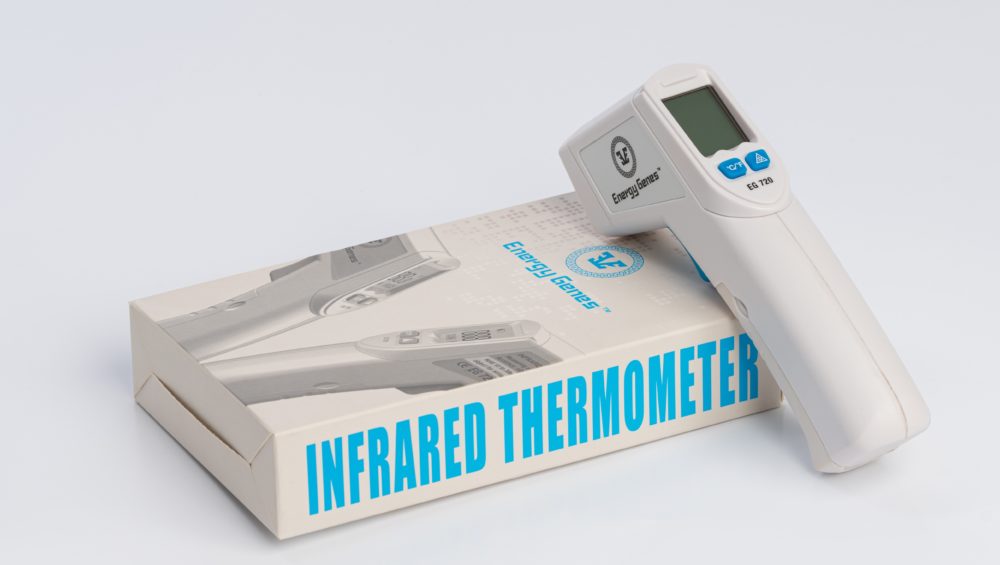 Energy Genes™
°C/°F
EG 720
Energy Genes™
INFRARED THERMOMETER